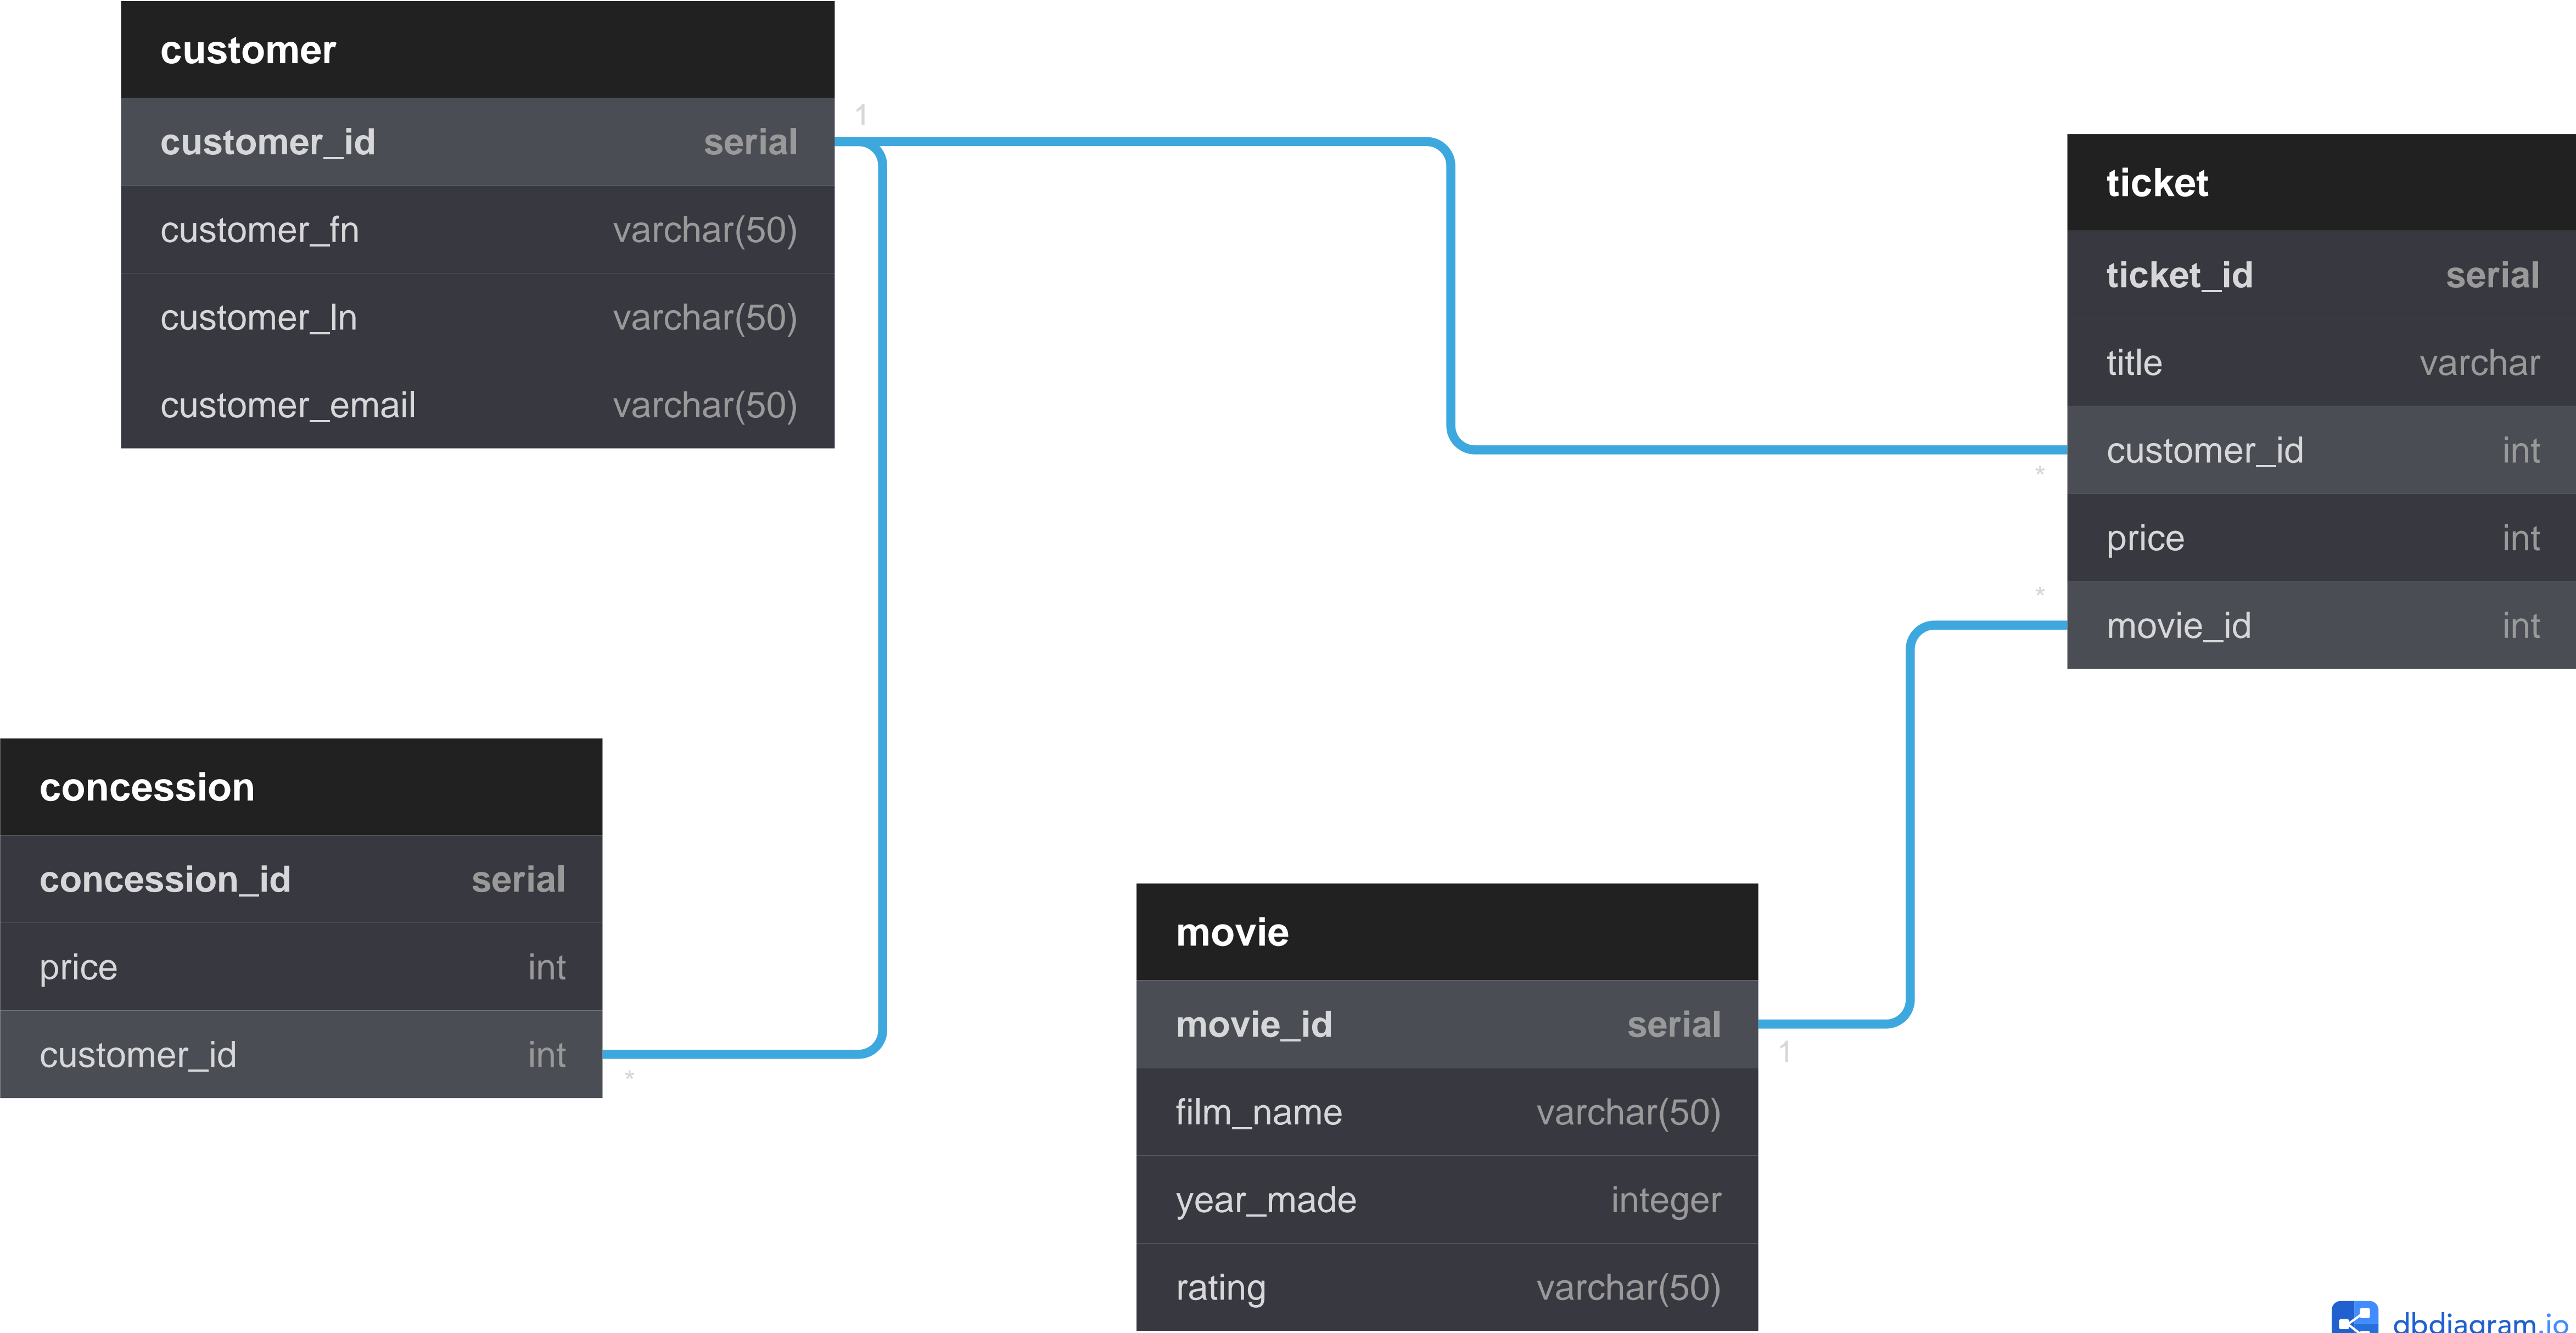 customer
customer_id serial
customer_fn varchar(50)
customer_ln varchar(50)
customer_email varchar(50)
1
ticket
ticket_id serial
title varchar
customer_id int
price int
movie_id int
*
*
concession
concession_id serial
price int
customer_id int
*
movie
movie_id serial
film_name varchar(50)
year_made integer
rating varchar(50)
1
dbdiagram.io